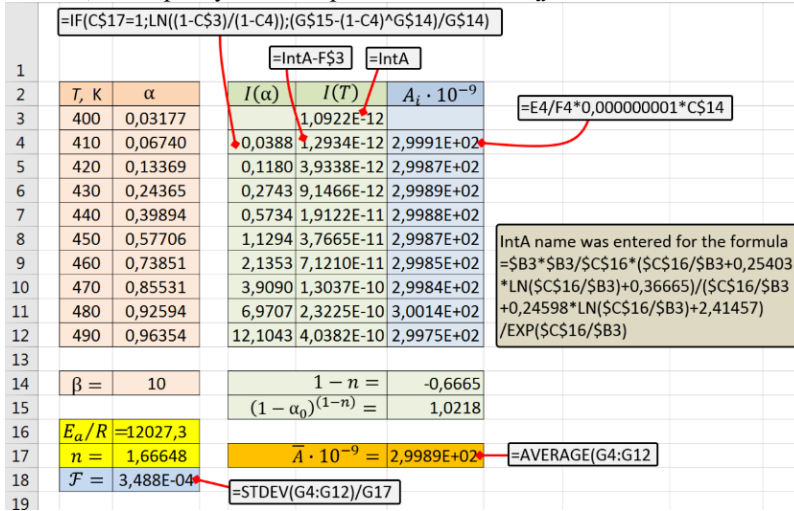 =IF(C$17=1;LN((1-C$3)/(1-C4));(G$15-(1-C4)^G$14)/G$14)
=IntA-F$3 =IntA
1
2 T, K α I(α) I(T) A_i · 10^{-9}
=E4/F4*0,000000001*C$14
3 400 0,03177 1,0922E-12
4 410 0,06740 0,0388 1,2934E-12 2,9991E+02
5 420 0,13369 0,1180 3,9338E-12 2,9987E+02
6 430 0,24365 0,2743 9,1466E-12 2,9989E+02
7 440 0,39894 0,5734 1,9122E-11 2,9988E+02
8 450 0,57706 1,1294 3,7665E-11 2,9987E+02
9 460 0,73851 2,1353 7,1210E-11 2,9985E+02
10 470 0,85531 3,9090 1,3037E-10 2,9984E+02
11 480 0,92594 6,9707 2,3225E-10 3,0014E+02
12 490 0,96354 12,1043 4,0382E-10 2,9975E+02
IntA name was entered for the formula
=$B3*$B3/$C$16*($C$16/$B3+0,25403
*LN($C$16/$B3)+0,36665)/($C$16/$B3
+0,24598*LN($C$16/$B3)+2,41457)
/EXP($C$16/$B3)
13
14 β = 10 1 − n = -0,6665
15 (1 − α_0)^{(1−n)} = 1,0218
16 E_a/R =12027,3
17 n = 1,66648 A̅ · 10^{-9} = 2,9989E+02 =AVERAGE(G4:G12
18 ℱ = 3,488E-04
=STDEV(G4:G12)/G17
19